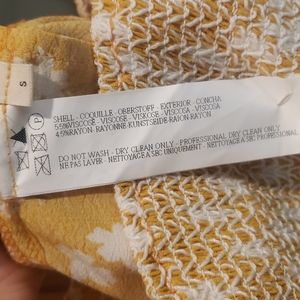 S
P
SHELL - COQUILLE - OBERSTOFF - EXTERIOR - CONCHA
55%VISCOSE - VISCOSE - VISKOSE - VISCOSA - VISCOSA
45%RAYON - RAYONNE - KUNSTSEIDE - RAION - RAYON
DO NOT WASH - DRY CLEAN ONLY - PROFESSIONAL DRY CLEAN ONLY
NE PAS LAVER - NETTOYAGE A SEC UNIQUEMENT - NETTOYAGE A SEC PROFESSIONNEL